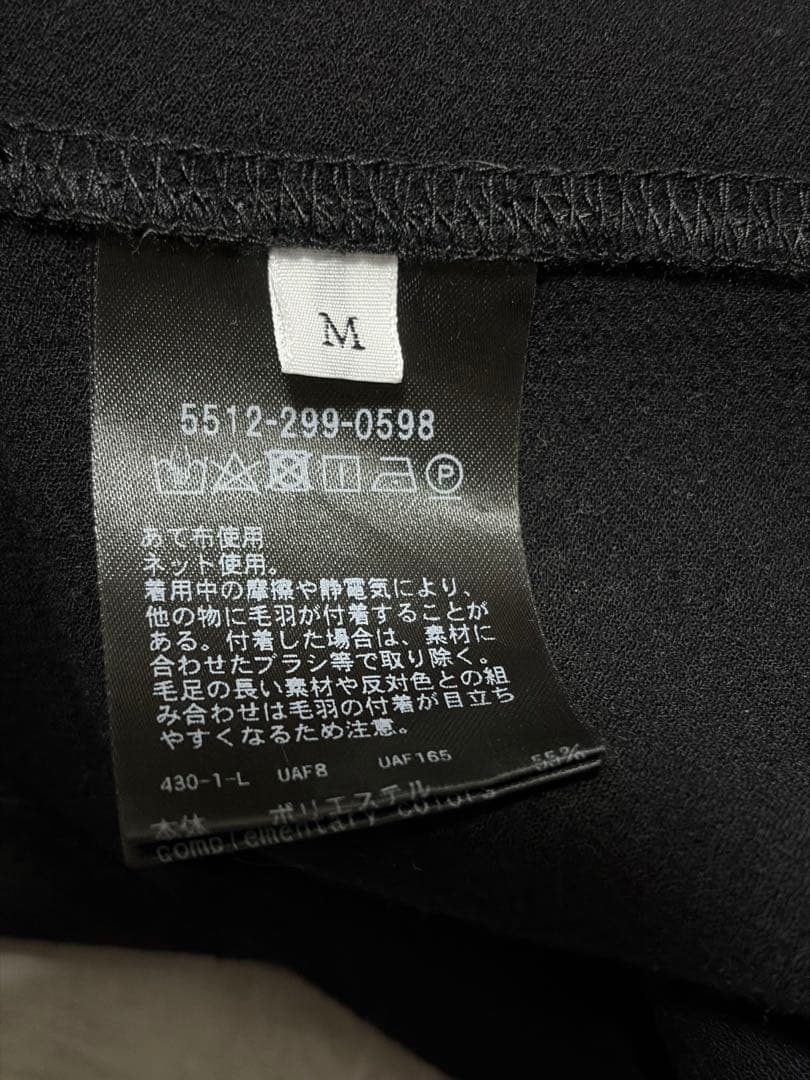 M
5512-299-0598
P
あて布使用
ネット使用。
着用中の摩擦や静電気により、
他の物に毛羽が付着することが
ある。付着した場合は、素材に
合わせたブラシ等で取り除く。
毛足の長い素材や反対色との組
み合わせは毛羽の付着が目立ち
やすくなるため注意。
430-1-L UAF8 UAF165
本体 ポリエステル 55%
complementary colors